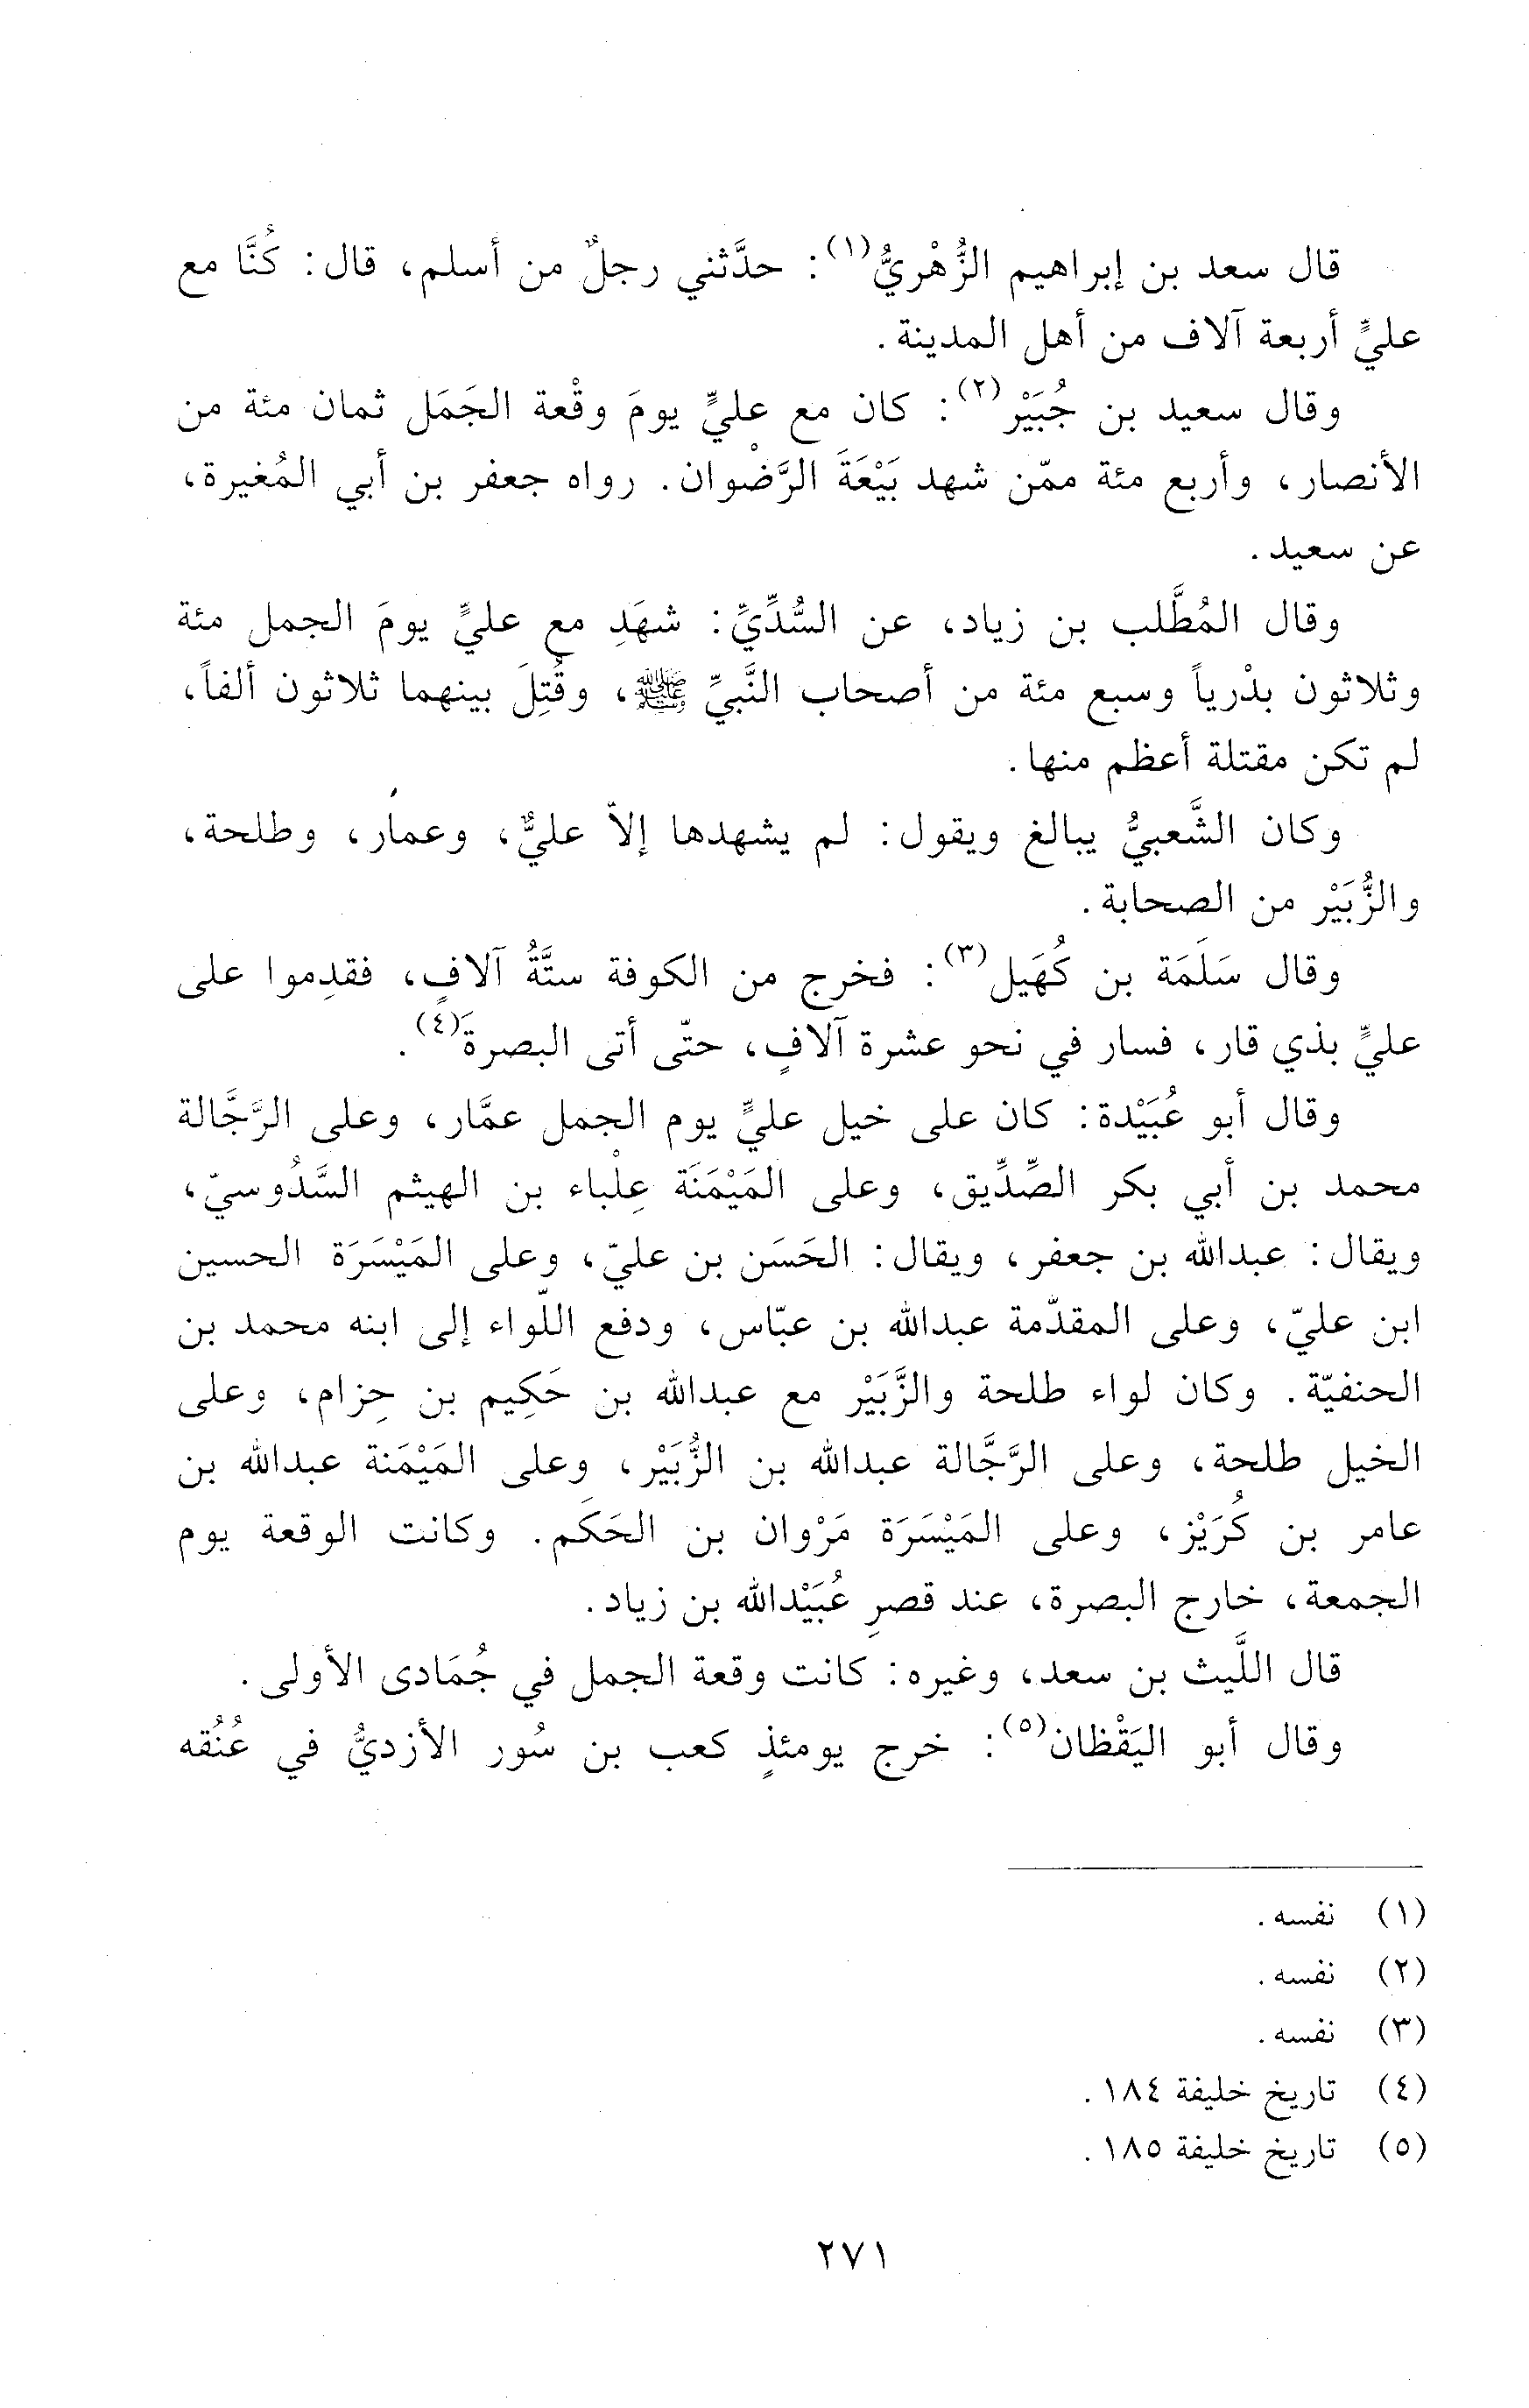 قال سعد بن إبراهيم الزُّهْريُّ(١): حدَّثني رجلٌ من أسلم، قال: كُنَّا مع
عليٍّ أربعة آلاف من أهل المدينة.
وقال سعيد بن جُبَيْر(٢): كان مع عليٍّ يومَ وقْعة الجَمَل ثمان مئة من
الأنصار، وأربع مئة ممّن شهد بَيْعَةَ الرَّضْوان. رواه جعفر بن أبي المُغيرة،
عن سعيد.
وقال المُطَّلب بن زياد، عن السُّدِّيِّ: شهَدِ مع عليٍّ يومَ الجمل مئة
وثلاثون بدْرياً وسبع مئة من أصحاب النَّبيِّ ﷺ، وقُتِلَ بينهما ثلاثون ألفاً،
لم تكن مقتلة أعظم منها.
وكان الشَّعبيُّ يبالغ ويقول: لم يشهدها إلاّ عليٌّ، وعمار، وطلحة،
والزُّبَيْر من الصحابة.
وقال سَلَمَة بن كُهَيل(٣): فخرج من الكوفة ستَّةُ آلافٍ، فقدِموا على
عليٍّ بذي قار، فسار في نحو عشرة آلافٍ، حتّى أتى البصرةَ(٤).
وقال أبو عُبَيْدة: كان على خيل عليٍّ يوم الجمل عمَّار، وعلى الرَّجَّالة
محمد بن أبي بكر الصِّدِّيق، وعلى المَيْمَنَة عِلْباء بن الهيثم السَّدُوسيّ،
ويقال: عبدالله بن جعفر، ويقال: الحَسَن بن عليّ، وعلى المَيْسَرَة الحسين
ابن عليّ، وعلى المقدّمة عبدالله بن عبّاس، ودفع اللّواء إلى ابنه محمد بن
الحنفيّة. وكان لواء طلحة والزَّبَيْر مع عبدالله بن حَكِيم بن حِزام، وعلى
الخيل طلحة، وعلى الرَّجَّالة عبدالله بن الزُّبَيْر، وعلى المَيْمَنة عبدالله بن
عامر بن كُرَيْز، وعلى المَيْسَرَة مَرْوان بن الحَكَم. وكانت الوقعة يوم
الجمعة، خارج البصرة، عند قصرِ عُبَيْدالله بن زياد.
قال اللَّيث بن سعد، وغيره: كانت وقعة الجمل في جُمَادى الأولى.
وقال أبو اليَقْظان(٥): خرج يومئذٍ كعب بن سُور الأزديُّ في عُنُقه
(١) نفسه.
(٢) نفسه.
(٣) نفسه.
(٤) تاريخ خليفة ١٨٤.
(٥) تاريخ خليفة ١٨٥.
٢٧١